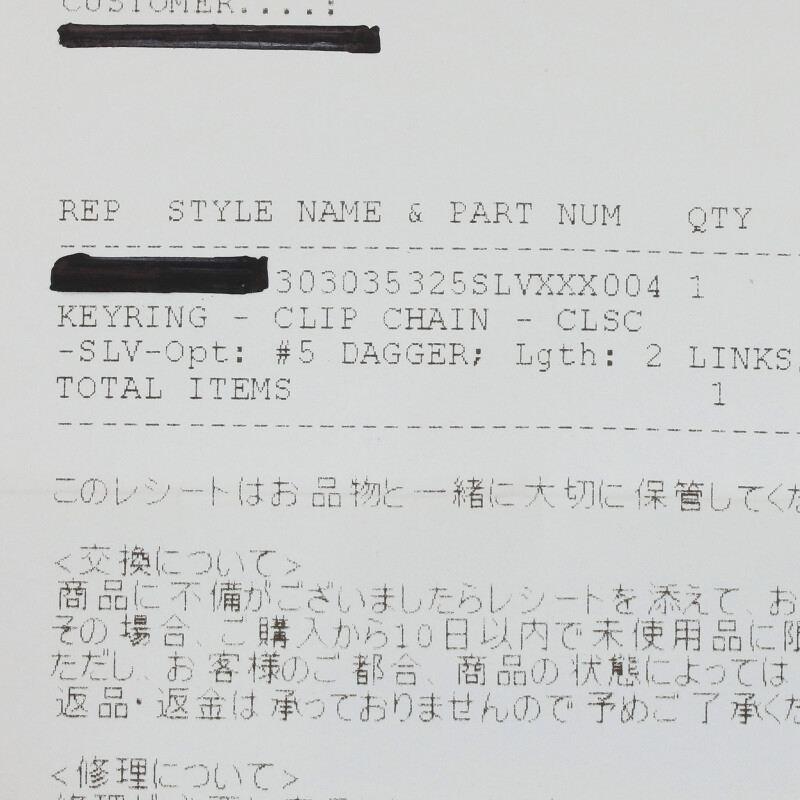 CUSTOMER....:
REP STYLE NAME & PART NUM QTY
303035325SLVXXX004 1
KEYRING - CLIP CHAIN - CLSC
-SLV-Opt: #5 DAGGER; Lgth: 2 LINKS
TOTAL ITEMS 1
このレシートはお品物と一緒に大切に保管してくだ
<交換について>
商品に不備がございましたらレシートを添えて、お
その場合、ご購入から10日以内で未使用品に限
ただし、お客様のご都合、商品の状態によっては
返品・返金は承っておりませんので予めご了承くだ
<修理について>